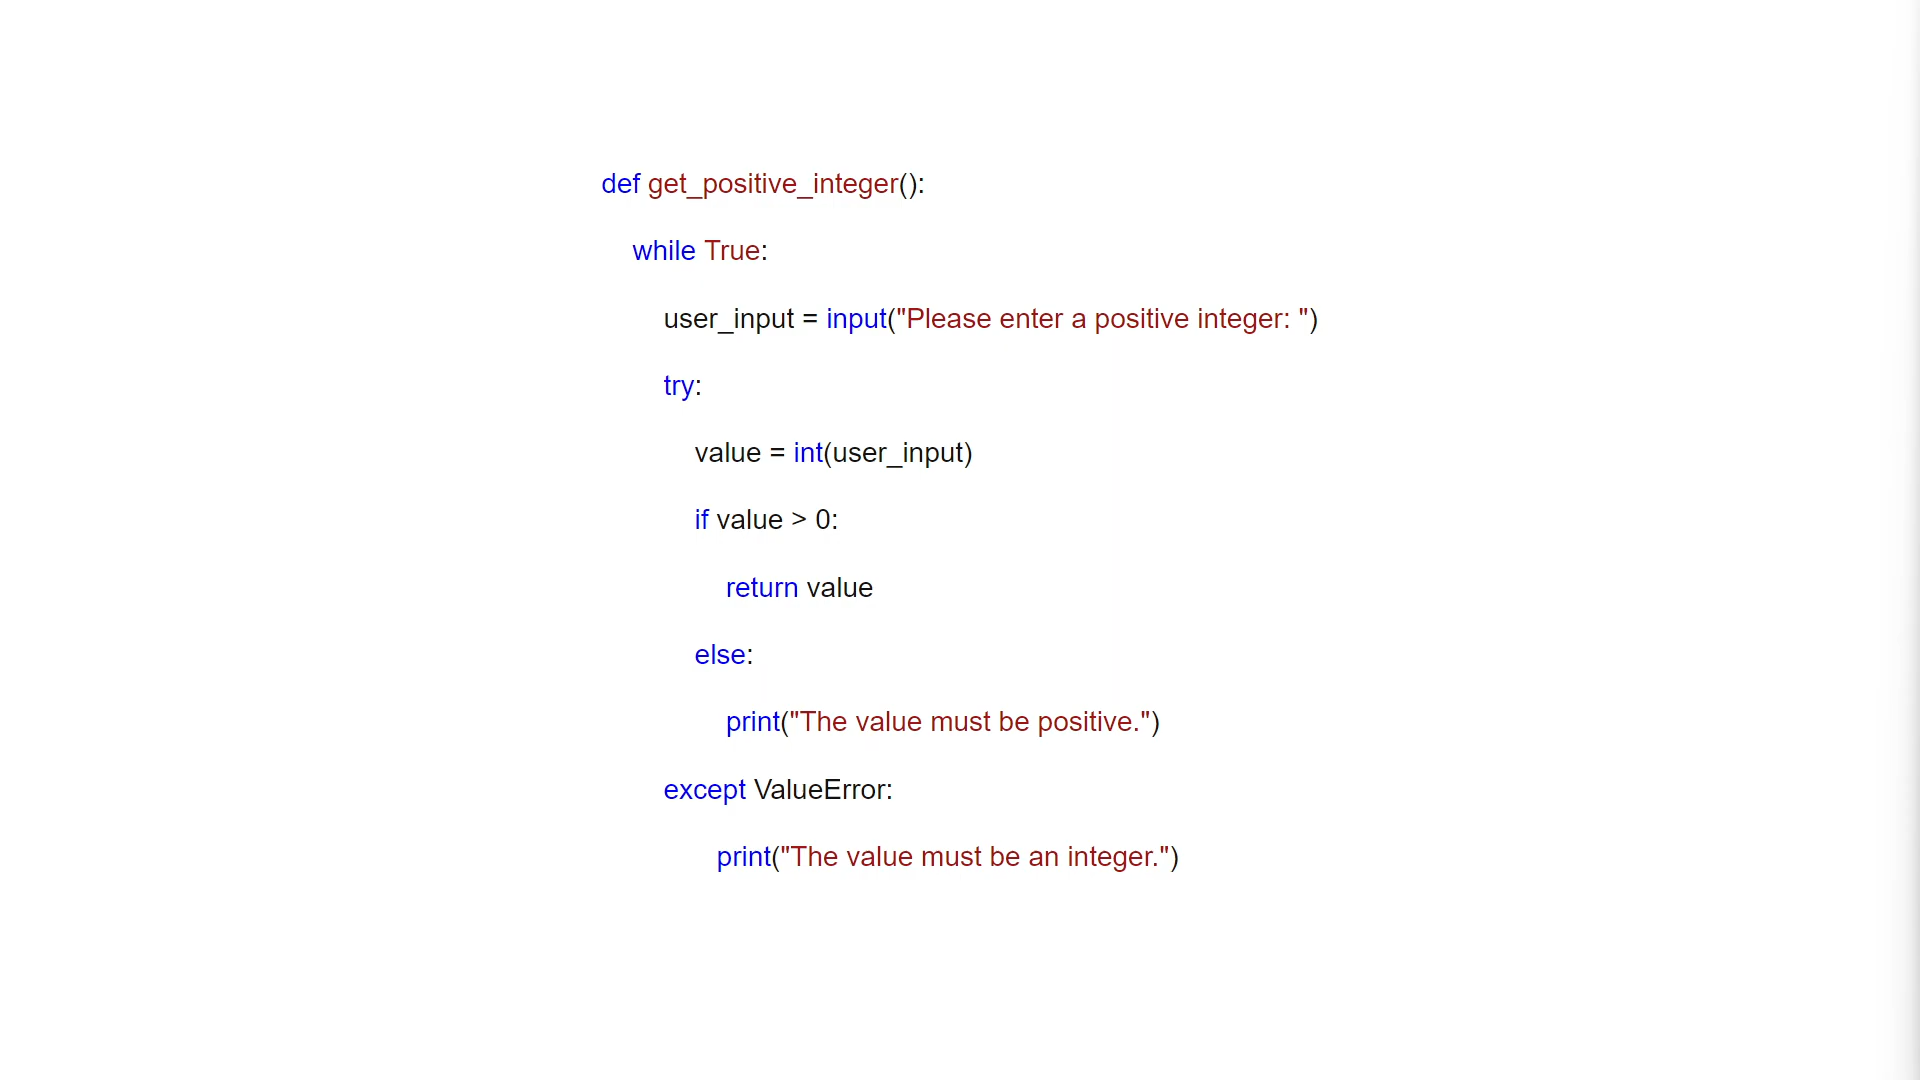 def get_positive_integer():
    while True:
        user_input = input("Please enter a positive integer: ")
        try:
            value = int(user_input)
            if value > 0:
                return value
            else:
                print("The value must be positive.")
        except ValueError:
              print("The value must be an integer.")